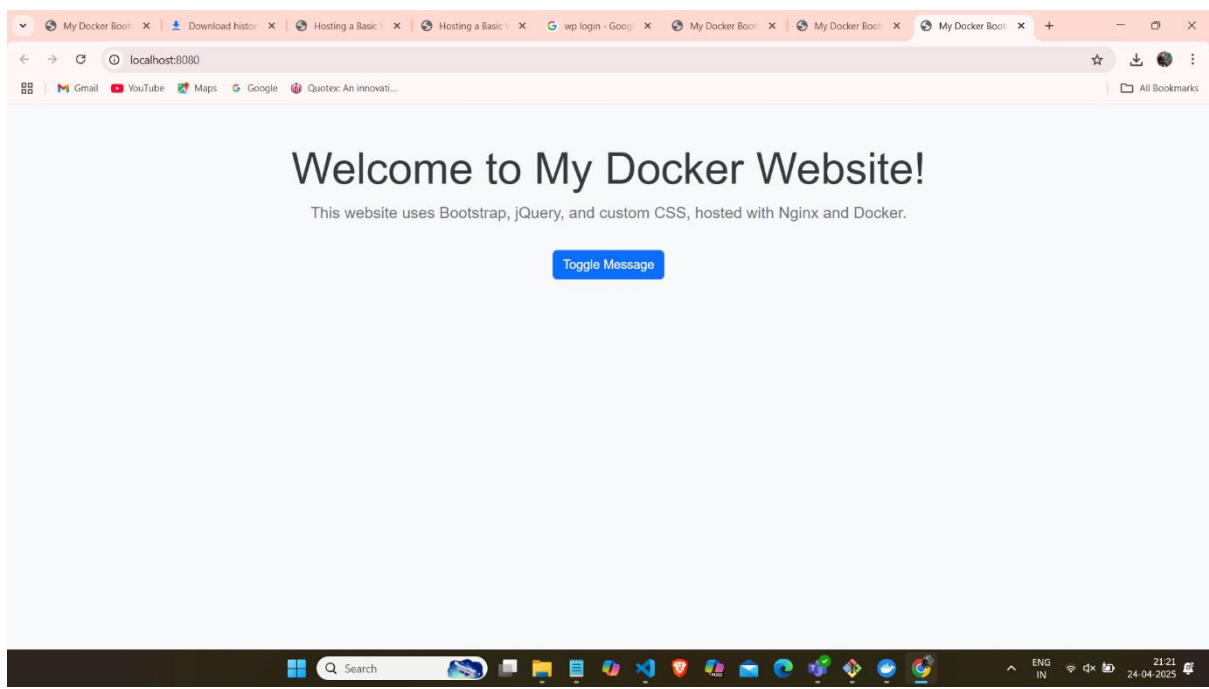 My Docker Boot
Download histor
Hosting a Basic
Hosting a Basic
wp login - Goog
My Docker Boot
My Docker Boot
My Docker Boot
localhost:8080
Gmail
YouTube
Maps
Google
Quotex: An innovati...
All Bookmarks
Welcome to My Docker Website!
This website uses Bootstrap, jQuery, and custom CSS, hosted with Nginx and Docker.
Toggle Message
Search
ENG
IN
21:21
24-04-2025